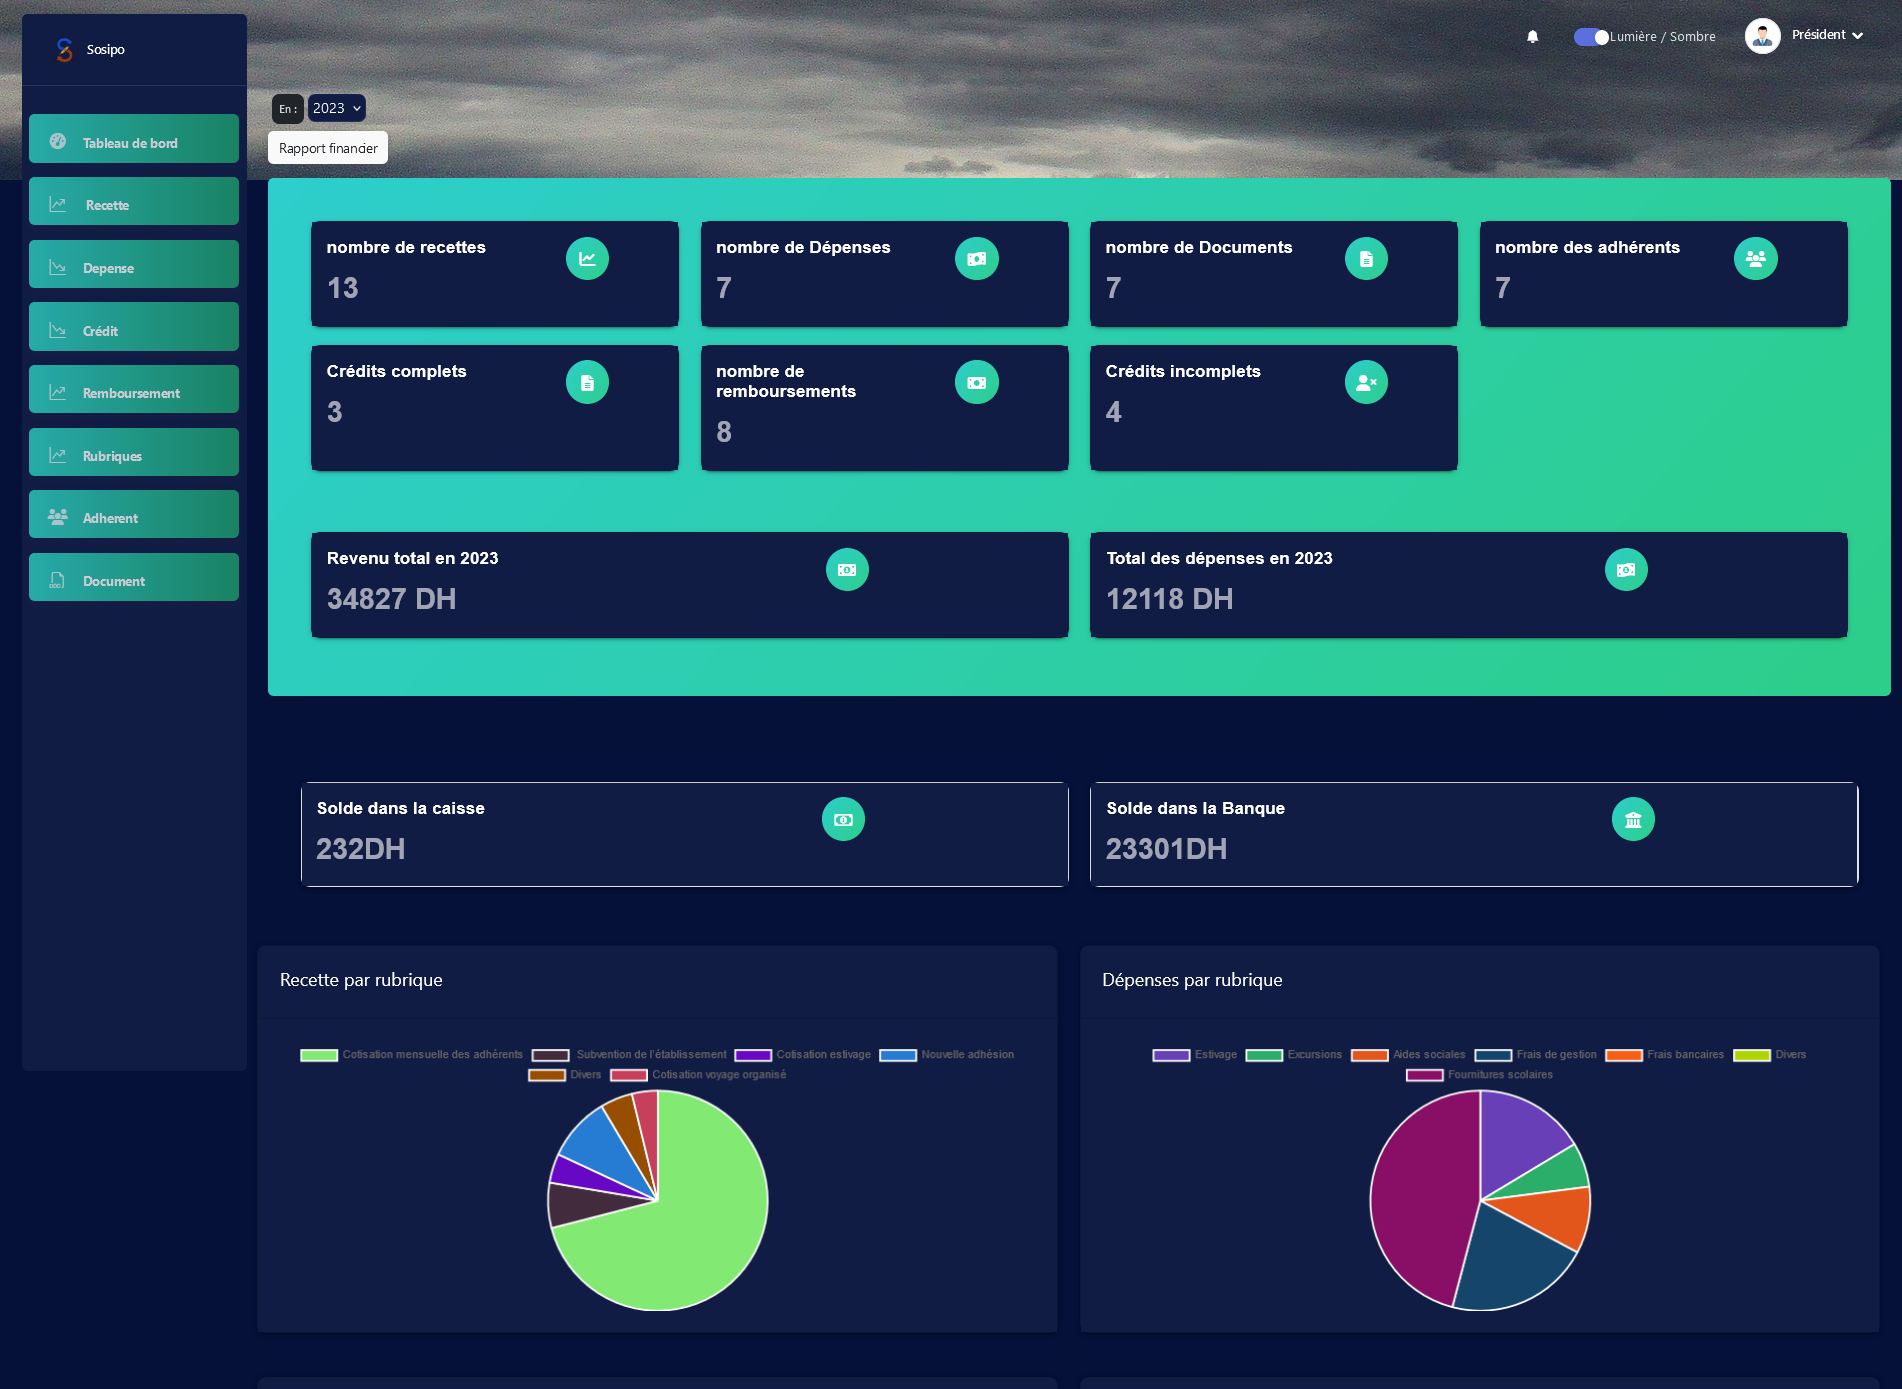 Sosipo
Lumière / Sombre
Président
En :
2023
Rapport financier
Tableau de bord
Recette
Depense
Crédit
Remboursement
Rubriques
Adherent
Document
nombre de recettes
13
nombre de Dépenses
7
nombre de Documents
7
nombre des adhérents
7
Crédits complets
3
nombre de
remboursements
8
Crédits incomplets
4
Revenu total en 2023
34827 DH
Total des dépenses en 2023
12118 DH
Solde dans la caisse
232DH
Solde dans la Banque
23301DH
Recette par rubrique
Cotisation mensuelle des adhérents Subvention de l'établissement Cotisation estivage Nouvelle adhésion
Divers Cotisation voyage organisé
Dépenses par rubrique
Estivage Excursions Aides sociales Frais de gestion Frais bancaires Divers
Fournitures scolaires